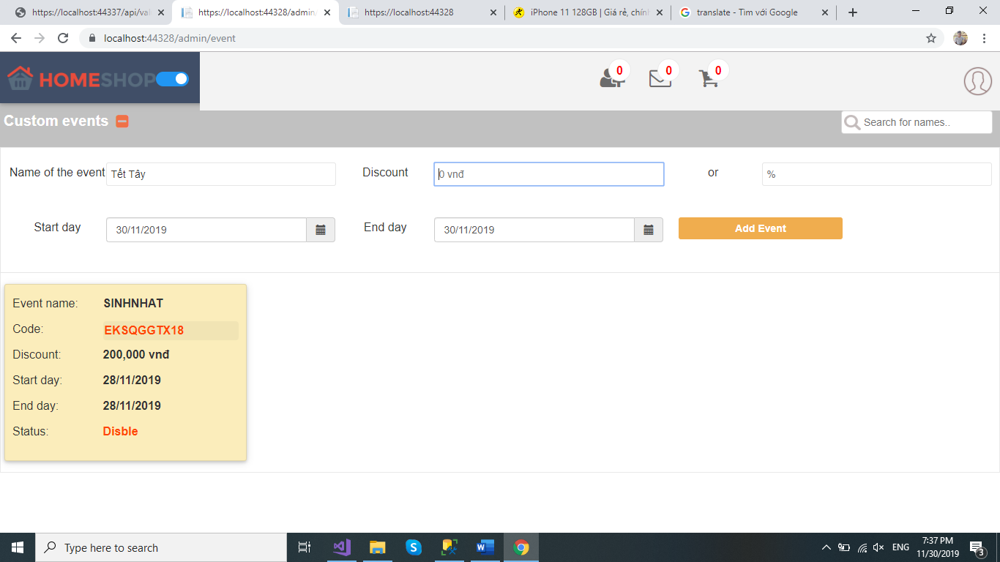 https://localhost:44337/api/val
https://localhost:44328/admin/
https://localhost:44328
iPhone 11 128GB | Giá rẻ, chính
translate - Tìm với Google
localhost:44328/admin/event
HOMESHOP
0
0
0
Custom events
Search for names..
Name of the event
Tết Tây
Discount
0 vnđ
or
%
Start day
30/11/2019
End day
30/11/2019
Add Event
Event name: SINHNHAT
Code: EKSQGGTX18
Discount: 200,000 vnđ
Start day: 28/11/2019
End day: 28/11/2019
Status: Disble
Type here to search
ENG
7:37 PM
11/30/2019
3